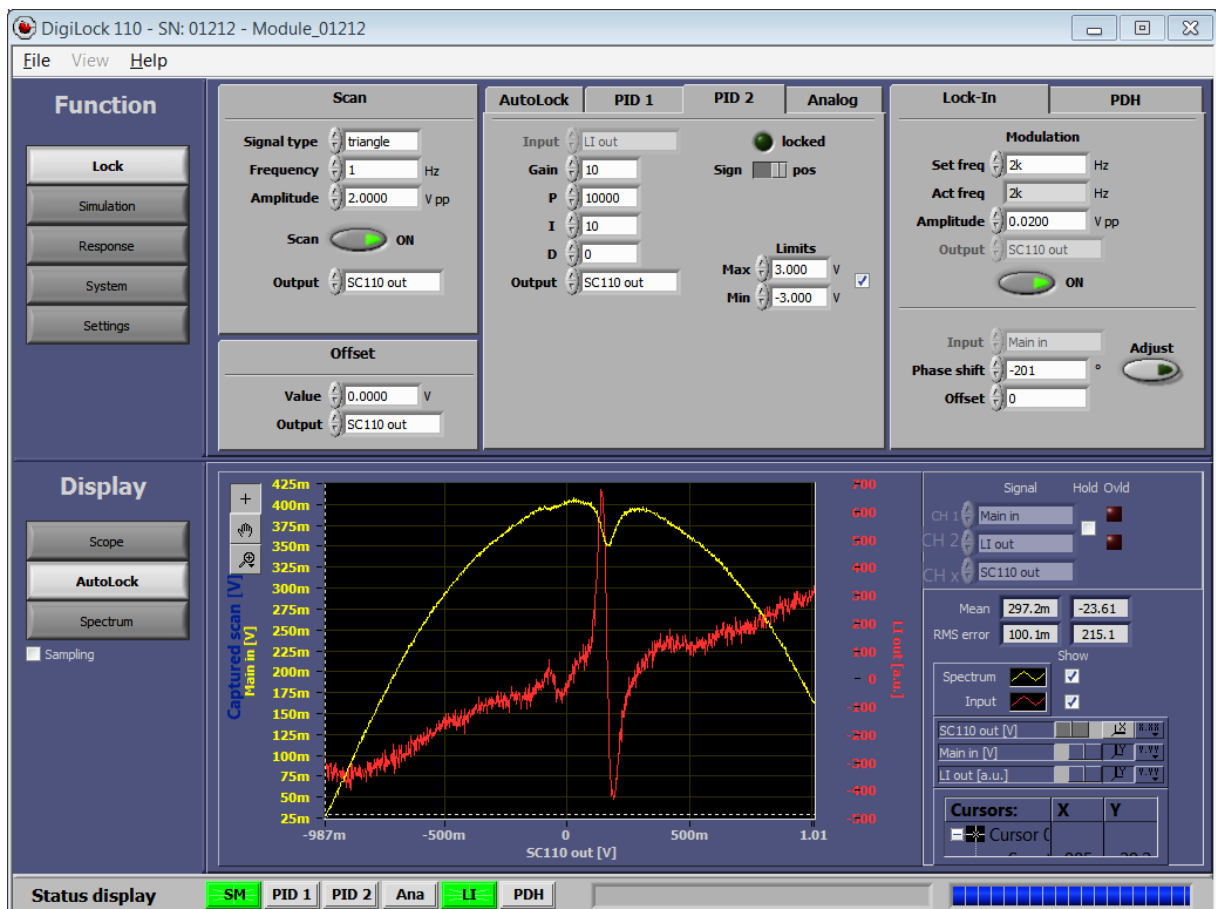 DigiLock 110 - SN: 01212 - Module_01212
File View Help
Function
Lock
Simulation
Response
System
Settings
Scan
Signal type triangle
Frequency 1 Hz
Amplitude 2.0000 V pp
Scan ON
Output SC110 out
Offset
Value 0.0000 V
Output SC110 out
AutoLock PID 1 PID 2 Analog
Input LI out
locked
Gain 10
Sign pos
P 10000
I 10
D 0
Output SC110 out
Limits
Max 3.000 V
Min -3.000 V
Lock-In PDH
Modulation
Set freq 2k Hz
Act freq 2k Hz
Amplitude 0.0200 V pp
Output SC110 out
ON
Input Main in
Adjust
Phase shift -201 °
Offset 0
Display
Scope
AutoLock
Spectrum
Sampling
Captured scan [V]
Main in [V]
425m
400m
375m
350m
325m
300m
275m
250m
225m
200m
175m
150m
125m
100m
75m
50m
25m
-987m -500m 0 500m 1.01
SC110 out [V]
700
600
500
400
300
200
100
0
-100
-200
-300
-400
-500
LI out [a.u.]
Signal Hold Ovld
CH 1 Main in
CH 2 LI out
CH x SC110 out
Mean 297.2m -23.61
RMS error 100.1m 215.1
Show
Spectrum
Input
SC110 out [V]
Main in [V]
LI out [a.u.]
Cursors: X Y
Cursor
Status display SM PID 1 PID 2 Ana LI PDH